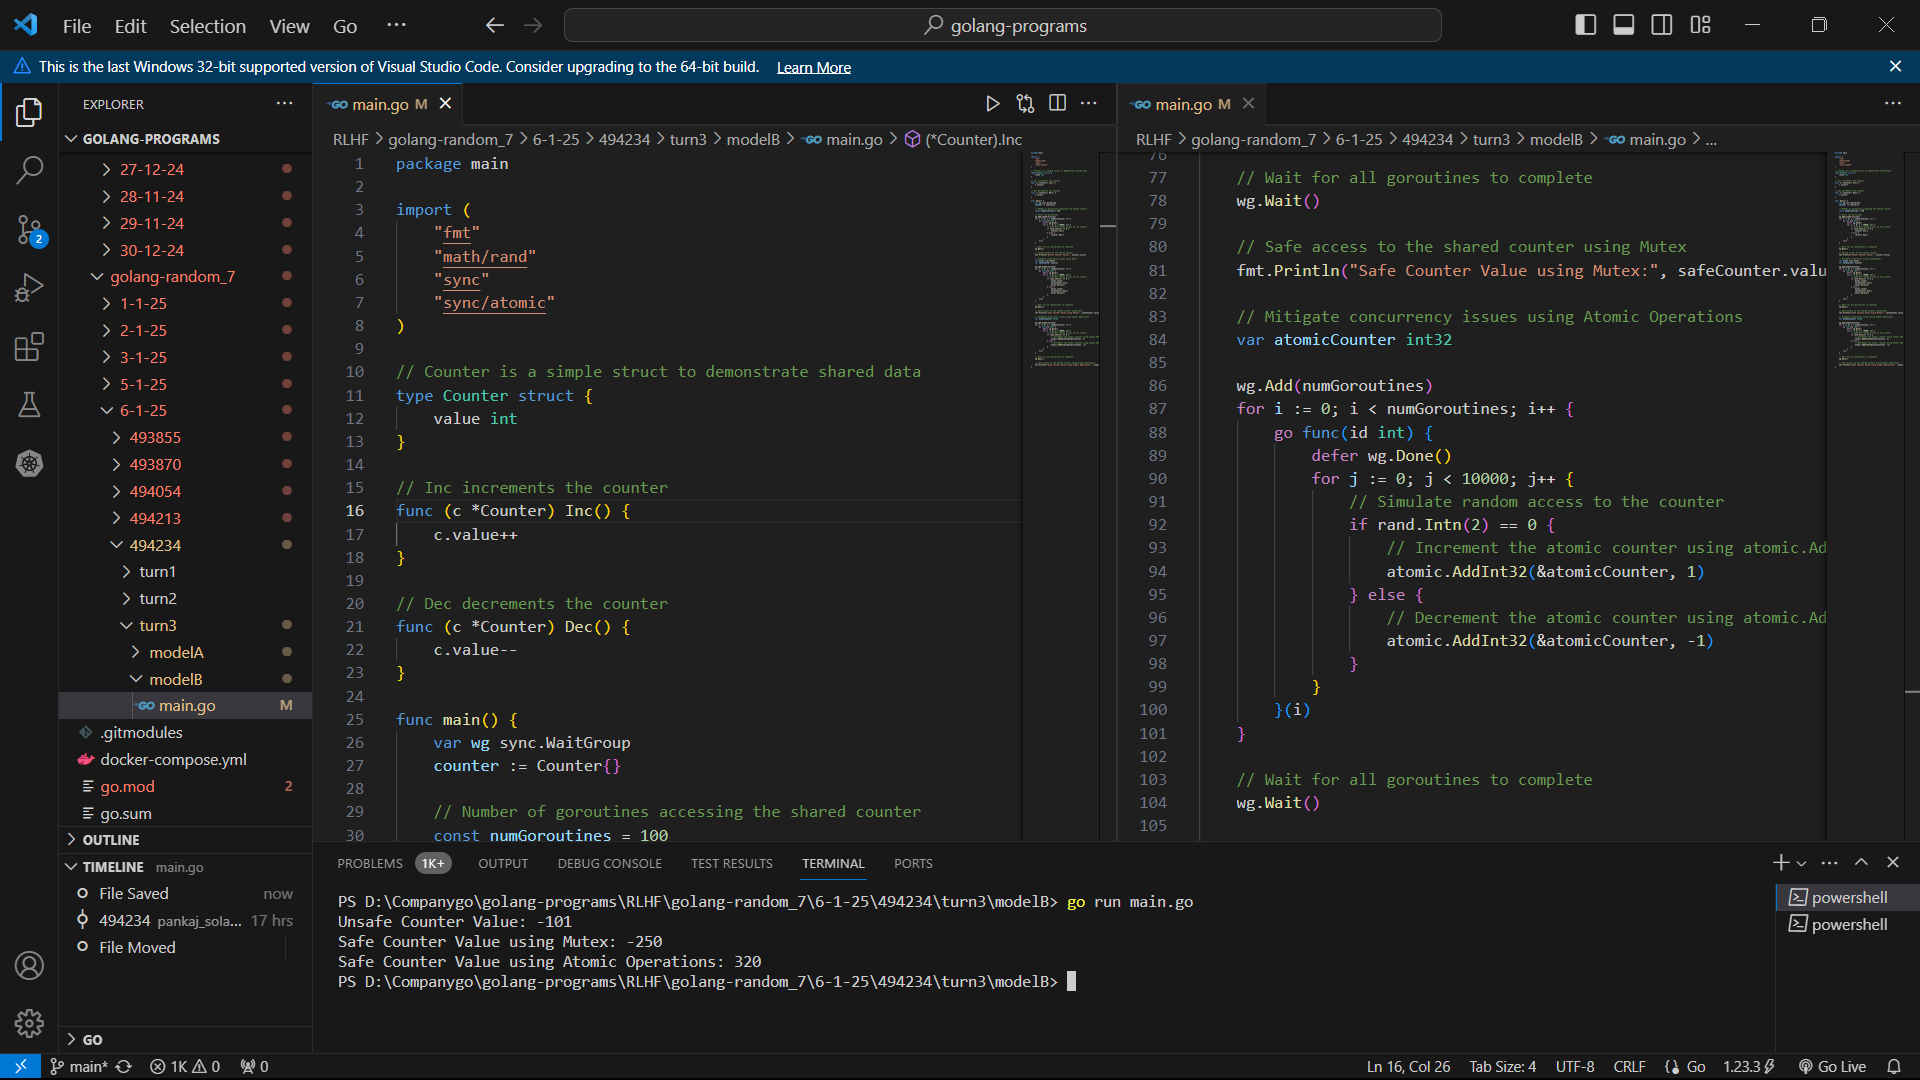 File Edit Selection View Go ··· golang-programs
This is the last Windows 32-bit supported version of Visual Studio Code. Consider upgrading to the 64-bit build. Learn More
EXPLORER
GOLANG-PROGRAMS
27-12-24
28-11-24
29-11-24
30-12-24
golang-random_7
1-1-25
2-1-25
3-1-25
5-1-25
6-1-25
493855
493870
494054
494213
494234
turn1
turn2
turn3
modelA
modelB
main.go M
.gitmodules
docker-compose.yml
go.mod 2
go.sum
OUTLINE
TIMELINE main.go
File Saved now
494234 pankaj_sola... 17 hrs
File Moved
GO
2
main.go M
RLHF > golang-random_7 > 6-1-25 > 494234 > turn3 > modelB > main.go > (*Counter).Inc
1 package main
2
3 import (
4 "fmt"
5 "math/rand"
6 "sync"
7 "sync/atomic"
8 )
9
10 // Counter is a simple struct to demonstrate shared data
11 type Counter struct {
12 value int
13 }
14
15 // Inc increments the counter
16 func (c *Counter) Inc() {
17 c.value++
18 }
19
20 // Dec decrements the counter
21 func (c *Counter) Dec() {
22 c.value--
23 }
24
25 func main() {
26 var wg sync.WaitGroup
27 counter := Counter{}
28
29 // Number of goroutines accessing the shared counter
30 const numGoroutines = 100
main.go M
RLHF > golang-random_7 > 6-1-25 > 494234 > turn3 > modelB > main.go > ...
76
77 // Wait for all goroutines to complete
78 wg.Wait()
79
80 // Safe access to the shared counter using Mutex
81 fmt.Println("Safe Counter Value using Mutex:", safeCounter.valu
82
83 // Mitigate concurrency issues using Atomic Operations
84 var atomicCounter int32
85
86 wg.Add(numGoroutines)
87 for i := 0; i < numGoroutines; i++ {
88 go func(id int) {
89 defer wg.Done()
90 for j := 0; j < 10000; j++ {
91 // Simulate random access to the counter
92 if rand.Intn(2) == 0 {
93 // Increment the atomic counter using atomic.Ad
94 atomic.AddInt32(&atomicCounter, 1)
95 } else {
96 // Decrement the atomic counter using atomic.Ad
97 atomic.AddInt32(&atomicCounter, -1)
98 }
99 }
100 }(i)
101 }
102
103 // Wait for all goroutines to complete
104 wg.Wait()
105
PROBLEMS 1K+ OUTPUT DEBUG CONSOLE TEST RESULTS TERMINAL PORTS
PS D:\Companygo\golang-programs\RLHF\golang-random_7\6-1-25\494234\turn3\modelB> go run main.go
Unsafe Counter Value: -101
Safe Counter Value using Mutex: -250
Safe Counter Value using Atomic Operations: 320
PS D:\Companygo\golang-programs\RLHF\golang-random_7\6-1-25\494234\turn3\modelB>
powershell
powershell
main* 1K 0 0 Ln 16, Col 26 Tab Size: 4 UTF-8 CRLF Go 1.23.3 Go Live